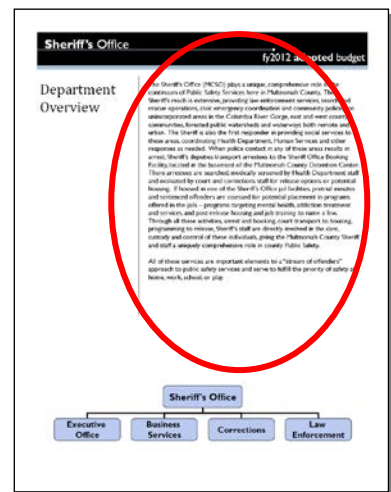 Sheriff's Office
fy2012 adopted budget
Department
Overview
The Sheriff's Office (MCSO) plays a unique, comprehensive role in the
continuum of Public Safety Services here in Multnomah County. The
Sheriff's reach is extensive, providing law enforcement services, search and
rescue operations, civic emergency coordination and community policing to
unincorporated areas in the Columbia River Gorge, east and west county
communities, forested public watersheds and waterways both remote and
urban. The Sheriff is also the first responder in providing social services to
these areas, coordinating Health Department, Human Services and other
responses as needed. When police contact in any of these areas results in
arrest, Sheriff's deputies transport arrestees to the Sheriff Office Booking
Facility, located in the basement of the Multnomah County Detention Center.
There arrestees are searched, medically screened by Health Department staff
and evaluated by court and corrections staff for release options or potential
housing. If housed in one of the Sheriff's Office jail facilities, pretrial inmates
and sentenced offenders are assessed for potential placement in programs
offered in the jails – programs targeting mental health, addiction treatment
and services, and post-release housing and job training to name a few.
Through all these activities, arrest and booking, court transport to housing,
programming to release, Sheriff's staff are directly involved in the care,
custody and control of these individuals, giving the Multnomah County Sheriff
and staff a uniquely comprehensive role in county Public Safety.
All of these services are important elements to a "stream of offenders"
approach to public safety services and serve to fulfill the priority of safety at
home, work, school, or play.
Sheriff's Office
Executive
Office
Business
Services
Corrections
Law
Enforcement